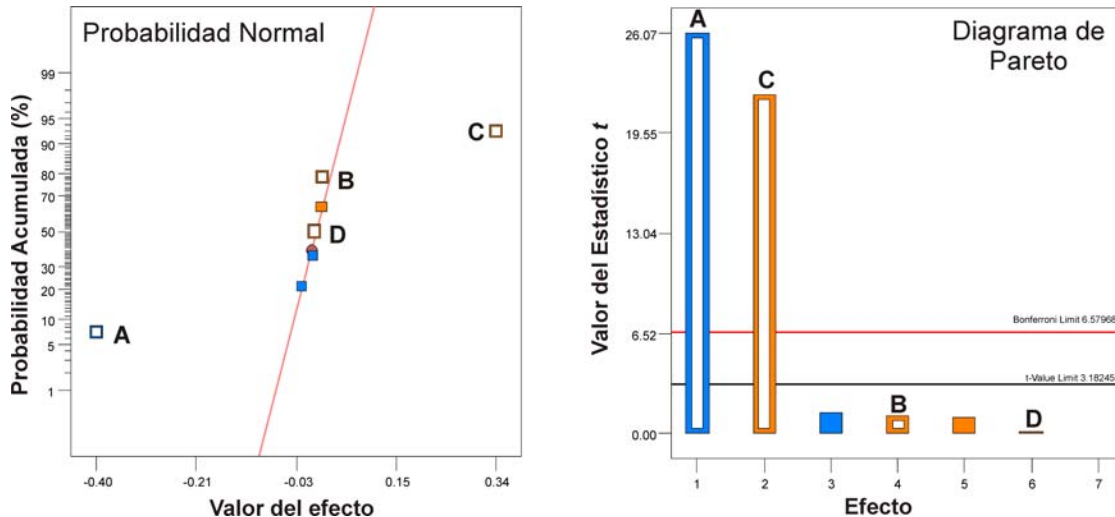 Probabilidad Normal
Probabilidad Acumulada (%)
99
95
90
80
70
50
30
20
10
5
1
A
B
C
D
-0.40
-0.21
-0.03
0.15
0.34
Valor del efecto
Diagrama de
Pareto
Valor del Estadístico t
26.07
19.55
13.04
6.52
0.00
A
C
Bonferroni Limit 6.57968
t-Value Limit 3.18245
B
D
1
2
3
4
5
6
7
Efecto